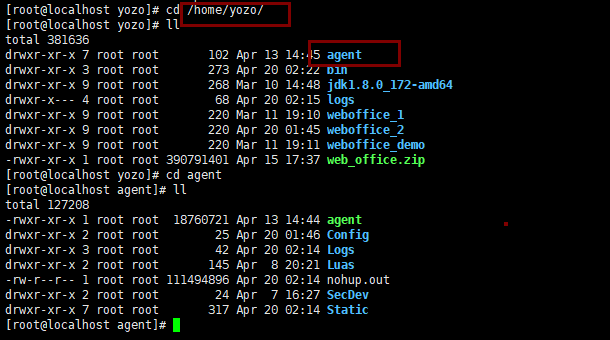 [root@localhost yozo]# cd /home/yozo/
[root@localhost yozo]# ll
total 381636
drwxr-xr-x 7 root root       102 Apr 13 14:45 agent
drwxr-xr-x 3 root root       273 Apr 20 02:22 bin
drwxr-xr-x 9 root root       268 Mar 10 14:48 jdk1.8.0_172-amd64
drwxr-x--- 4 root root        68 Apr 20 02:15 logs
drwxr-xr-x 9 root root       220 Mar 11 19:10 weboffice_1
drwxr-xr-x 9 root root       220 Apr 20 01:45 weboffice_2
drwxr-xr-x 9 root root       220 Mar 11 19:11 weboffice_demo
-rwxr-xr-x 1 root root 390791401 Apr 15 17:37 web_office.zip
[root@localhost yozo]# cd agent
[root@localhost agent]# ll
total 127208
-rwxr-xr-x 1 root root  18760721 Apr 13 14:44 agent
drwxr-xr-x 2 root root        25 Apr 20 01:46 Config
drwxr-xr-x 3 root root        42 Apr 20 02:14 Logs
drwxr-xr-x 2 root root       145 Apr  8 20:21 Luas
-rw-r--r-- 1 root root 111494896 Apr 20 02:14 nohup.out
drwxr-xr-x 2 root root        24 Apr  7 16:27 SecDev
drwxr-xr-x 7 root root       317 Apr 20 02:14 Static
[root@localhost agent]#